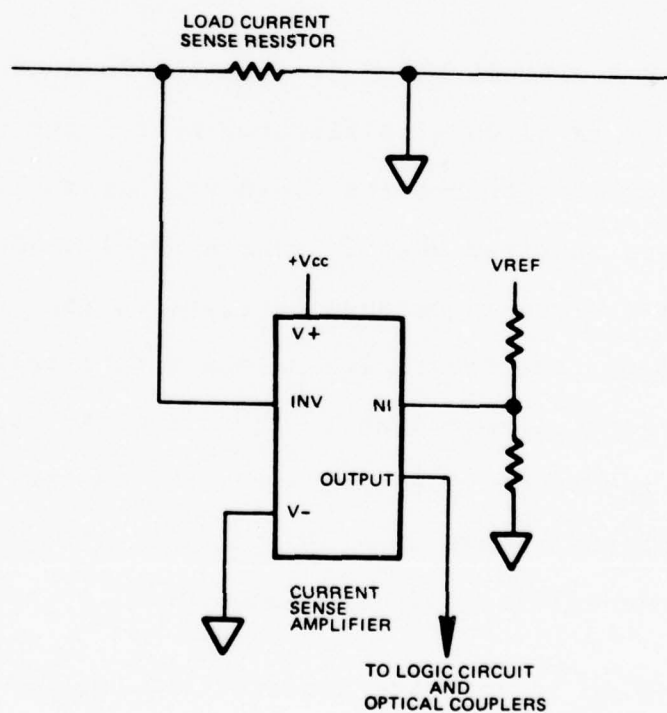 LOAD CURRENT
SENSE RESISTOR
+Vcc
VREF
V+
INV
NI
OUTPUT
V-
CURRENT
SENSE
AMPLIFIER
TO LOGIC CIRCUIT
AND
OPTICAL COUPLERS